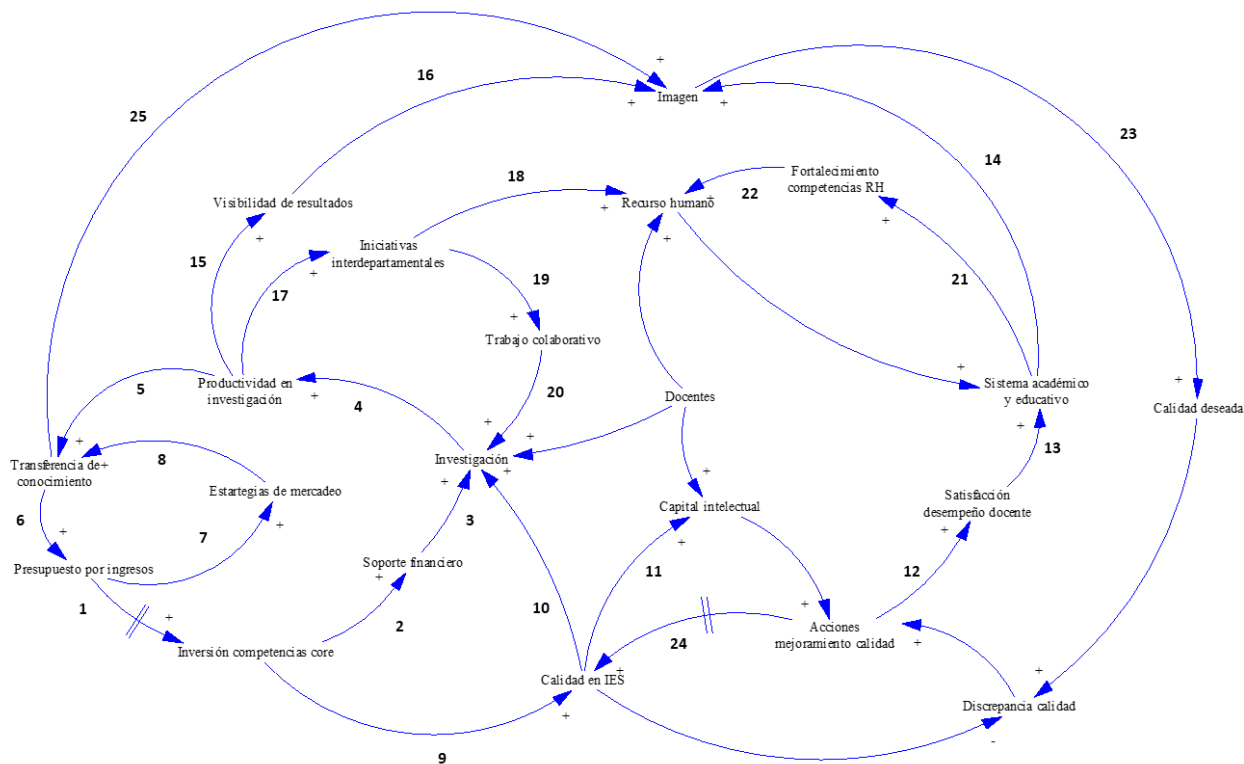 +
16
Imagen
+
+
25
23
14
18
Fortalecimiento
competencias RH
22
Visibilidad de resultados
+
Recurso humano
+
+
+
+
Iniciativas
interdepartamentales
15
+
19
21
17
+
Trabajo colaborativo
+
Productividad en
investigación
Sistema académico
y educativo
+
5
4
+
20
Docentes
Calidad deseada
+
+
+
13
8
Transferencia de+
conocimiento
Investigación
+
+
+
Estartegias de mercadeo
Capital intelectual
Satisfacción
desempeño docente
6
+
7
+
3
+
+
Presupuesto por ingresos
Soporte financiero
+
11
12
1
+
2
10
+
Acciones
mejoramiento calidad
24
+
Inversión competencias core
Calidad en IES
+
+
+
Discrepancia calidad
9
-